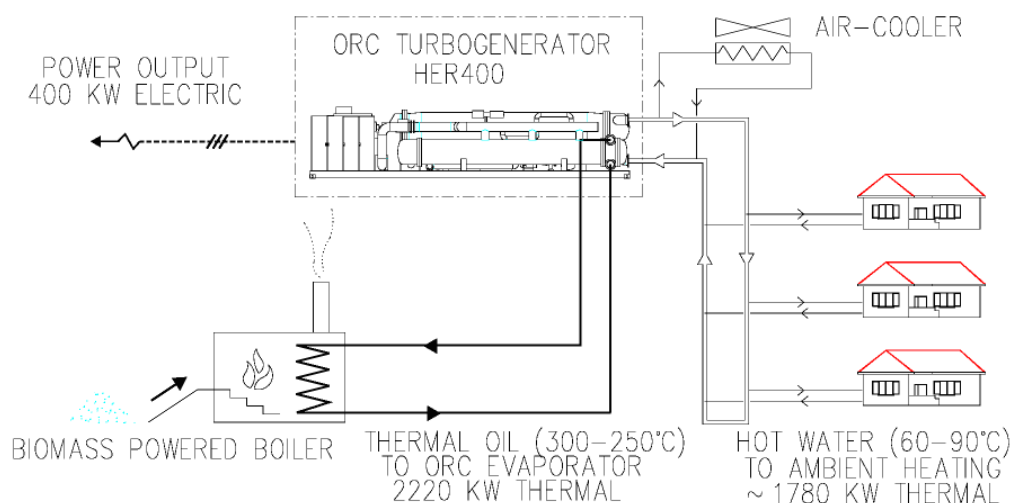 ORC TURBOGENERATOR
HER400
AIR-COOLER
POWER OUTPUT
400 KW ELECTRIC
BIOMASS POWERED BOILER
THERMAL OIL (300-250°C)
TO ORC EVAPORATOR
2220 KW THERMAL
HOT WATER (60-90°C)
TO AMBIENT HEATING
~ 1780 KW THERMAL